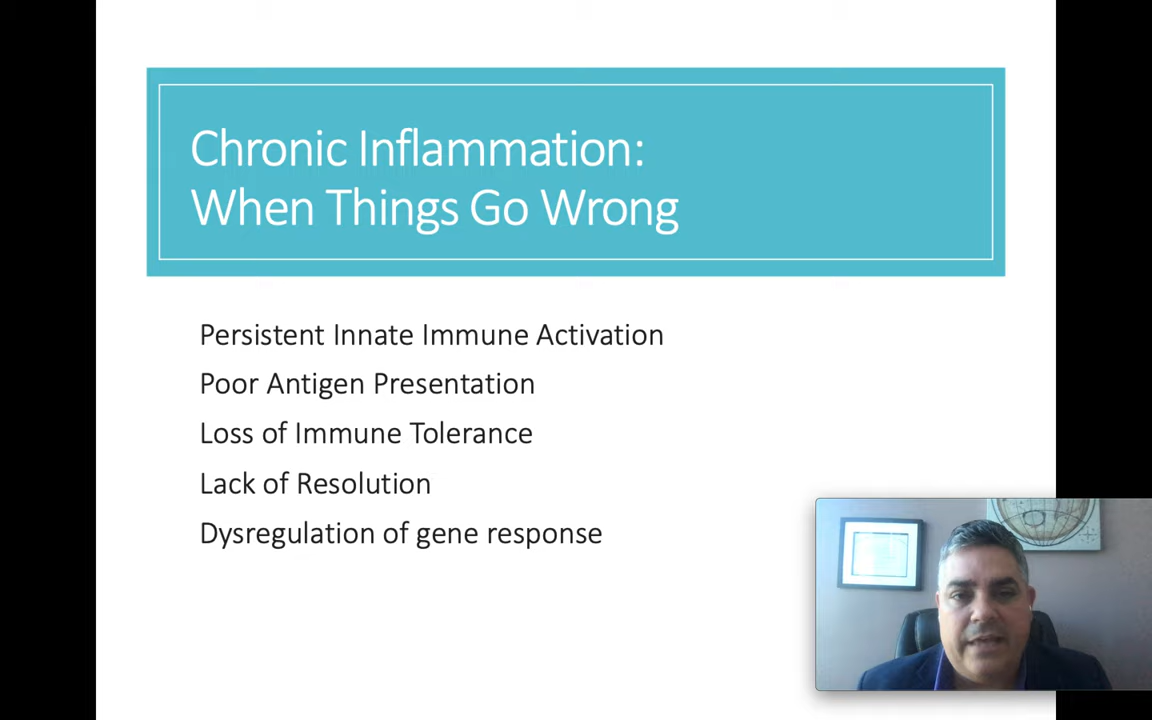 Chronic Inflammation:
When Things Go Wrong
Persistent Innate Immune Activation
Poor Antigen Presentation
Loss of Immune Tolerance
Lack of Resolution
Dysregulation of gene response